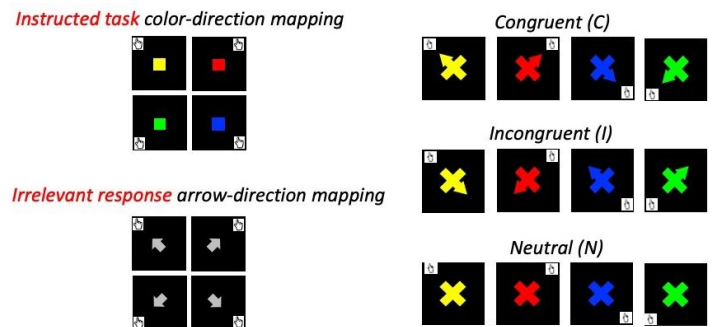 Instructed task color-direction mapping
Irrelevant response arrow-direction mapping
Congruent (C)
Incongruent (I)
Neutral (N)